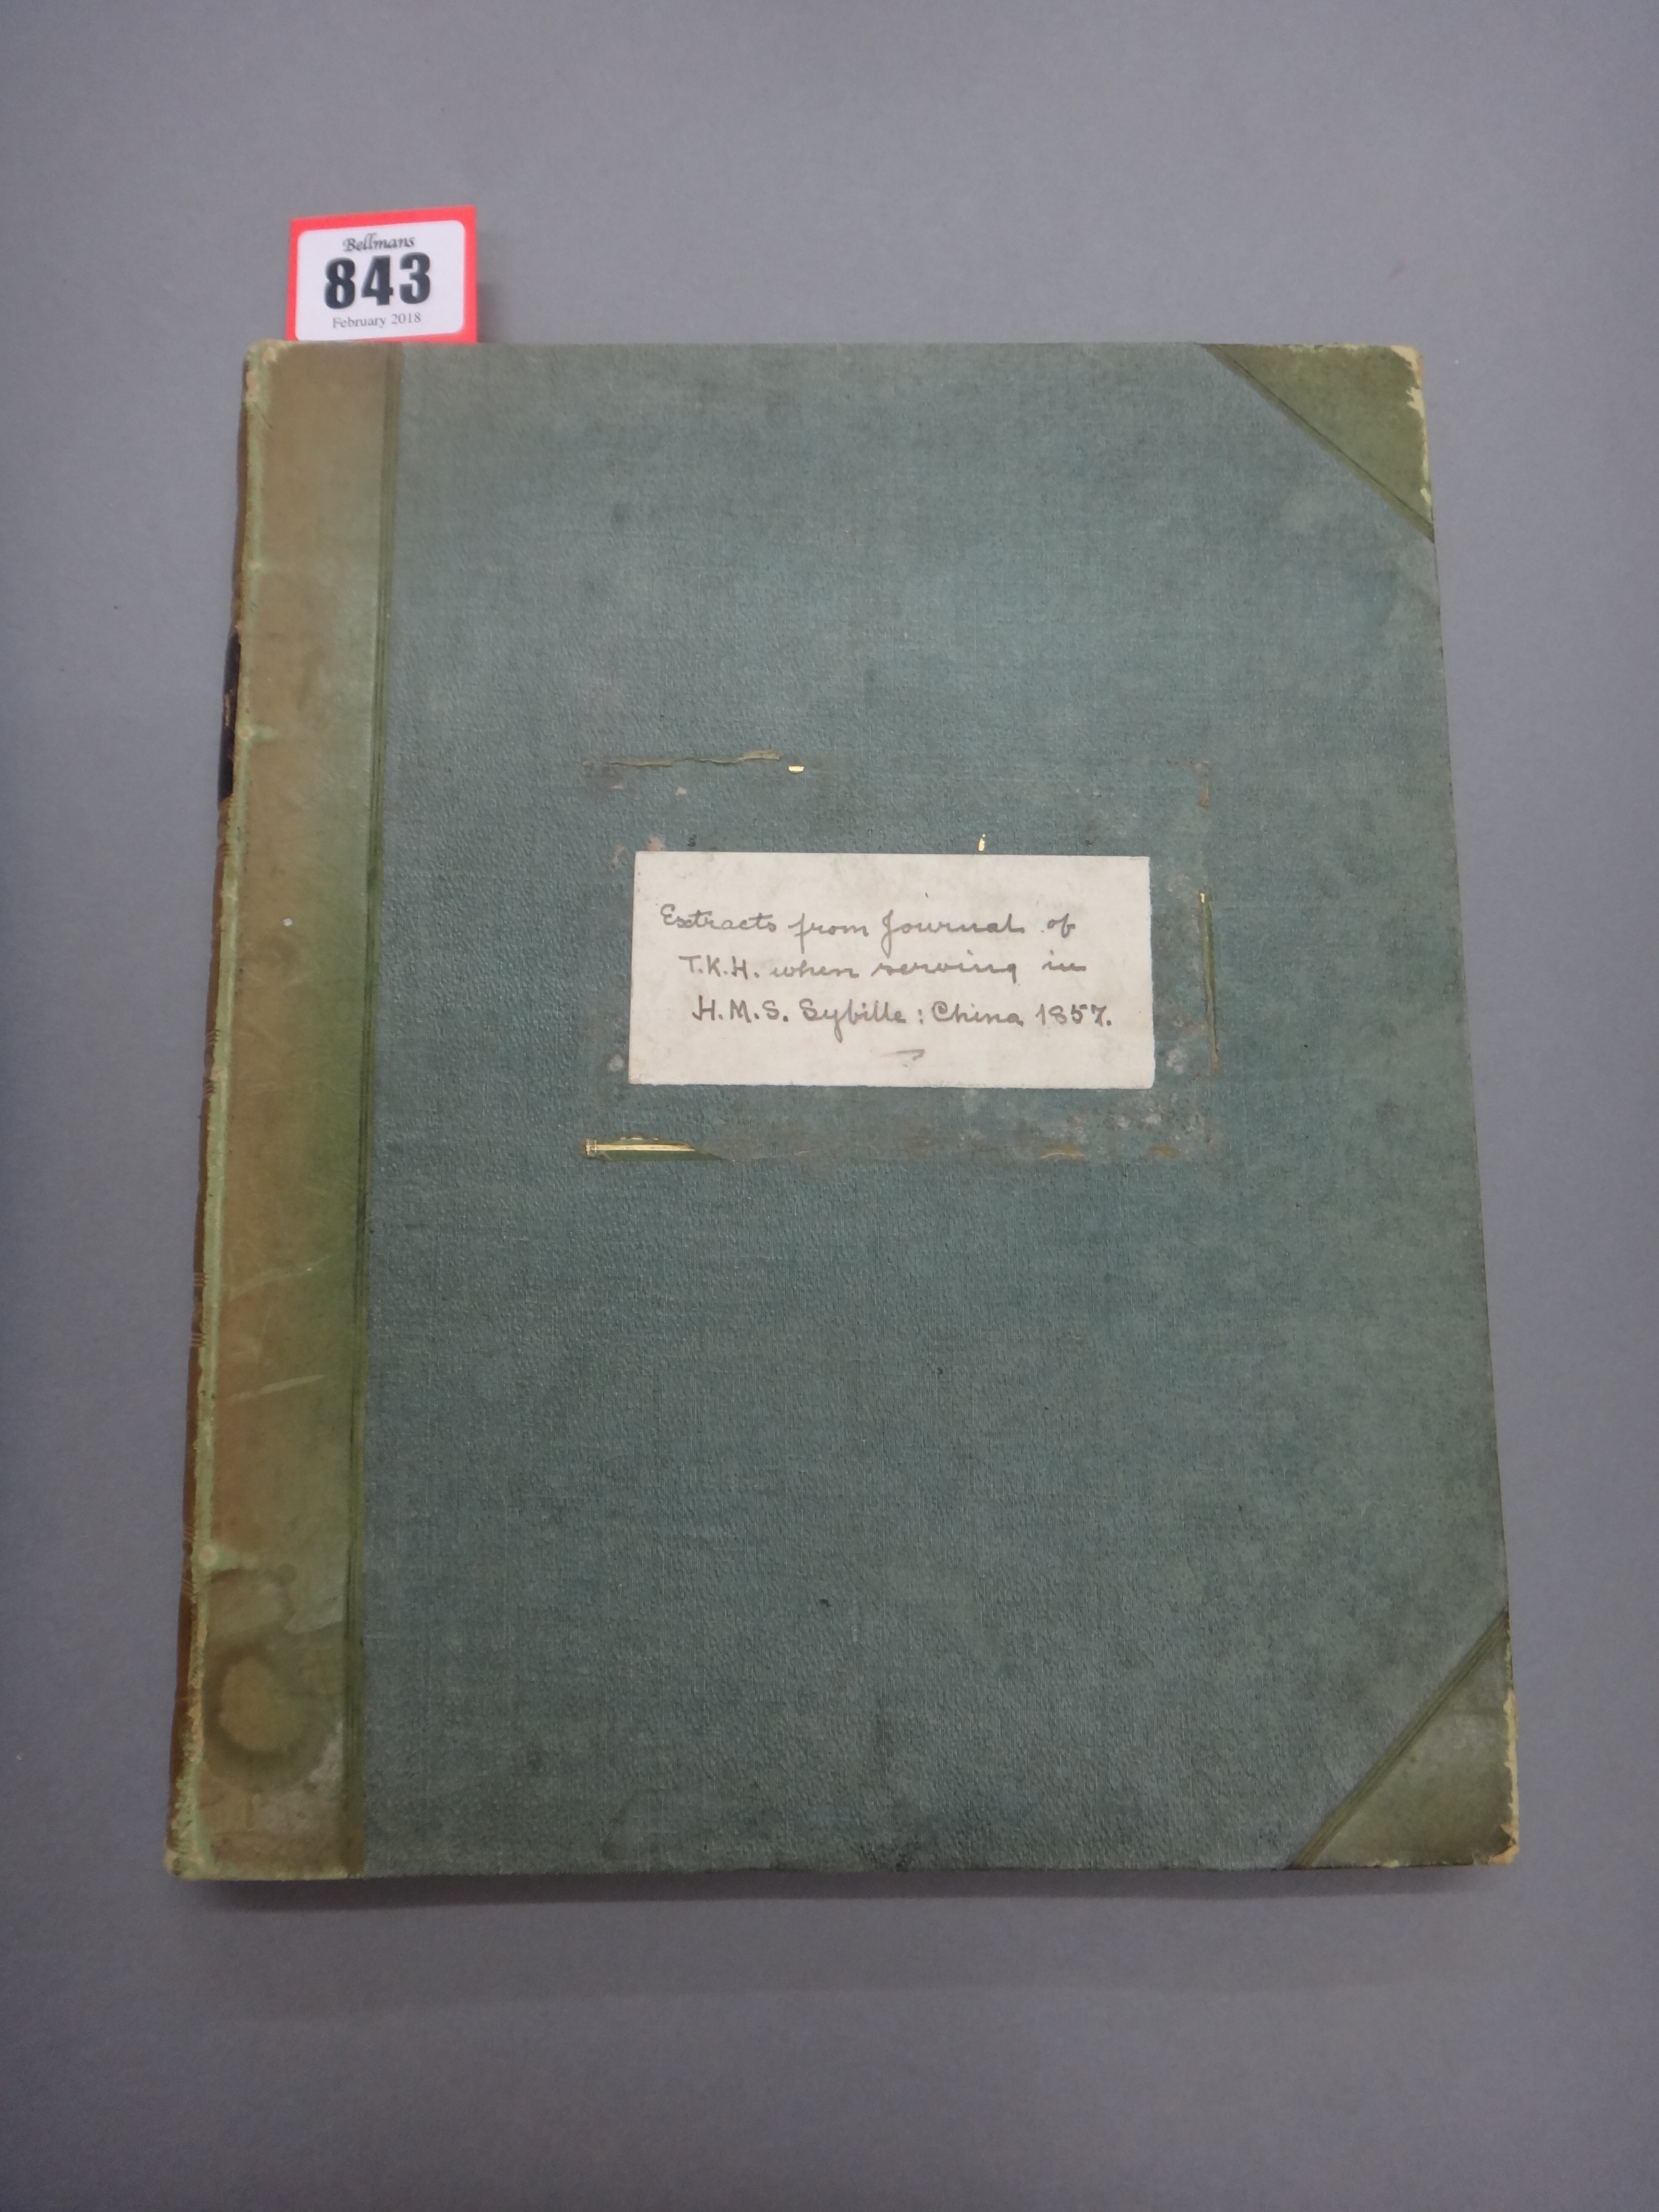 Bellmans
843
February 2018
Extracts from Journal of
T.K.H. when serving in
H.M.S. Sybille : China 1857.